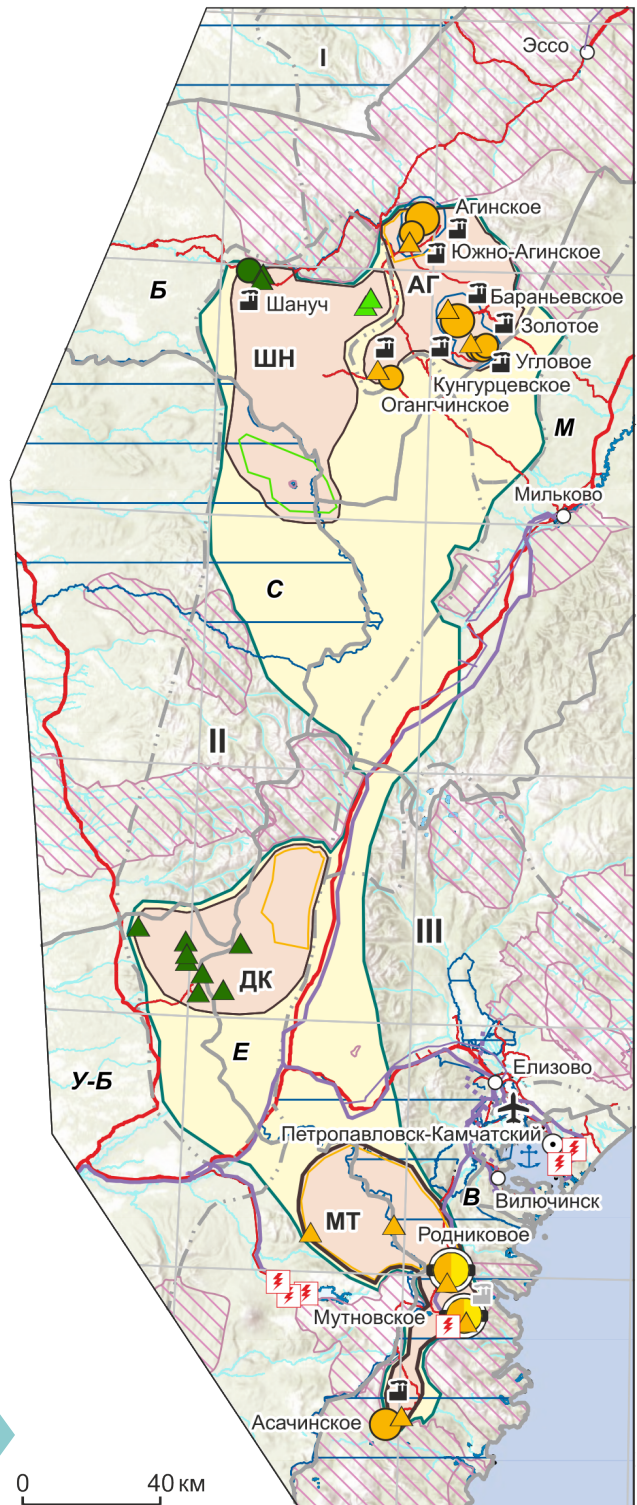 I
Эссо
Агинское
Южно-Агинское
АГ
Б
Шануч
Бараньевское
Золотое
ШН
Угловое
Кунгурцевское
Огангчинское
М
Мильково
С
II
III
ДК
Е
У-Б
Елизово
Петропавловск-Камчатский
В
Вилючинск
МТ
Родниковое
Мутновское
Асачинское
0 40 км